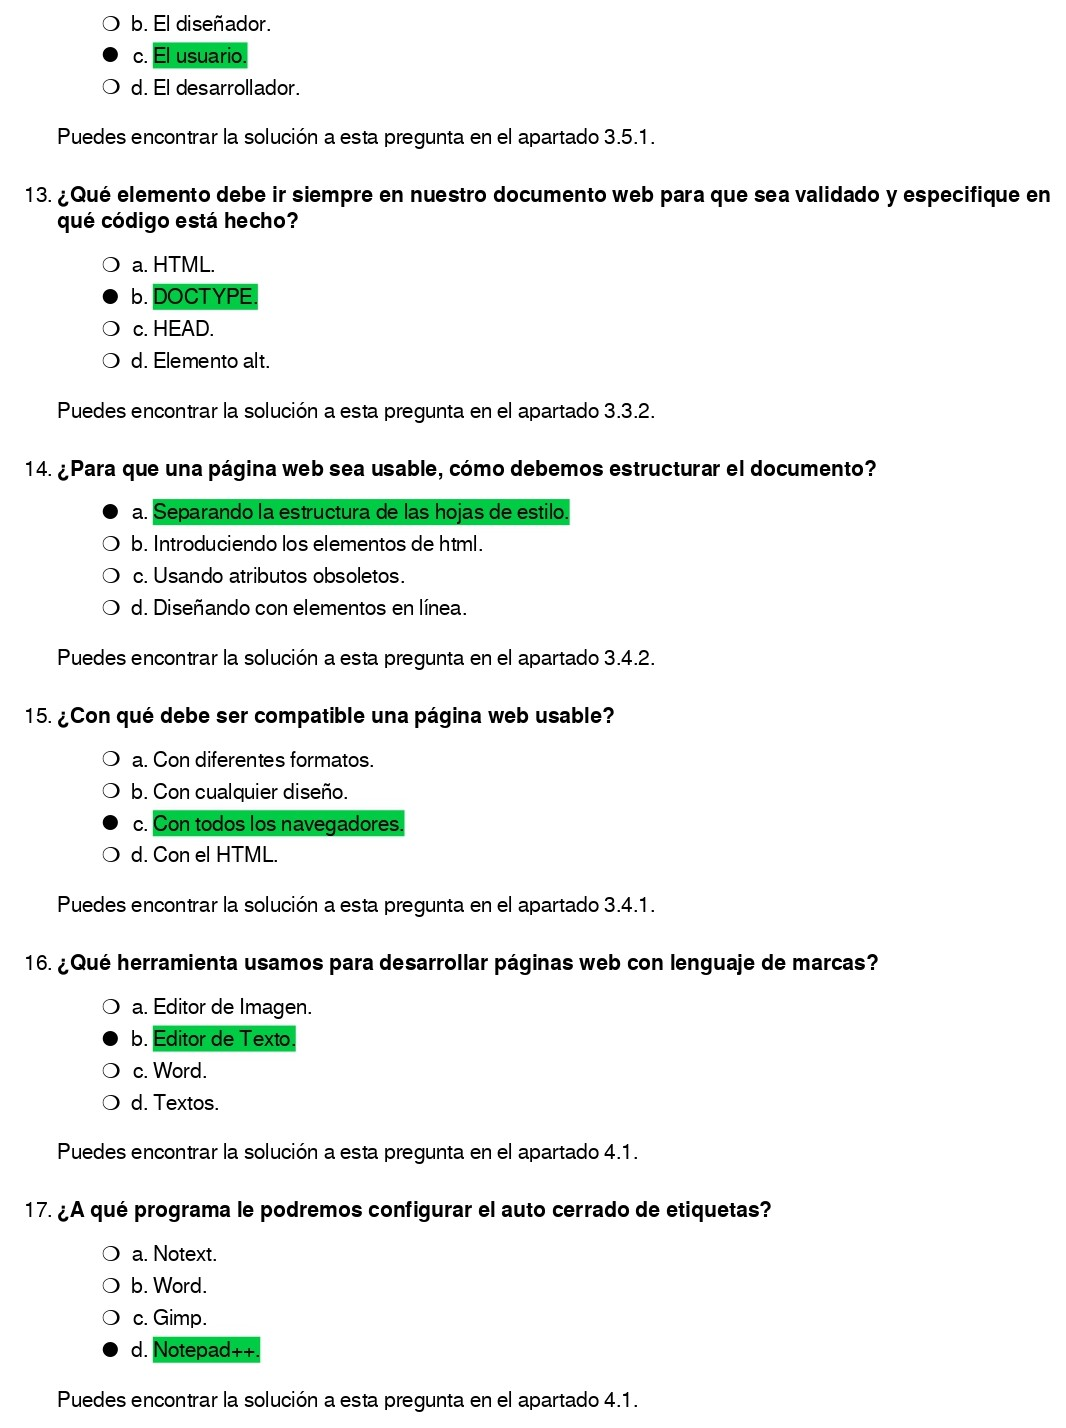 b. El diseñador.
c. El usuario.
d. El desarrollador.
Puedes encontrar la solución a esta pregunta en el apartado 3.5.1.
13. ¿Qué elemento debe ir siempre en nuestro documento web para que sea validado y especifique en
qué código está hecho?
a. HTML.
b. DOCTYPE.
c. HEAD.
d. Elemento alt.
Puedes encontrar la solución a esta pregunta en el apartado 3.3.2.
14. ¿Para que una página web sea usable, cómo debemos estructurar el documento?
a. Separando la estructura de las hojas de estilo.
b. Introduciendo los elementos de html.
c. Usando atributos obsoletos.
d. Diseñando con elementos en línea.
Puedes encontrar la solución a esta pregunta en el apartado 3.4.2.
15. ¿Con qué debe ser compatible una página web usable?
a. Con diferentes formatos.
b. Con cualquier diseño.
c. Con todos los navegadores.
d. Con el HTML.
Puedes encontrar la solución a esta pregunta en el apartado 3.4.1.
16. ¿Qué herramienta usamos para desarrollar páginas web con lenguaje de marcas?
a. Editor de Imagen.
b. Editor de Texto.
c. Word.
d. Textos.
Puedes encontrar la solución a esta pregunta en el apartado 4.1.
17. ¿A qué programa le podremos configurar el auto cerrado de etiquetas?
a. Notext.
b. Word.
c. Gimp.
d. Notepad++.
Puedes encontrar la solución a esta pregunta en el apartado 4.1.